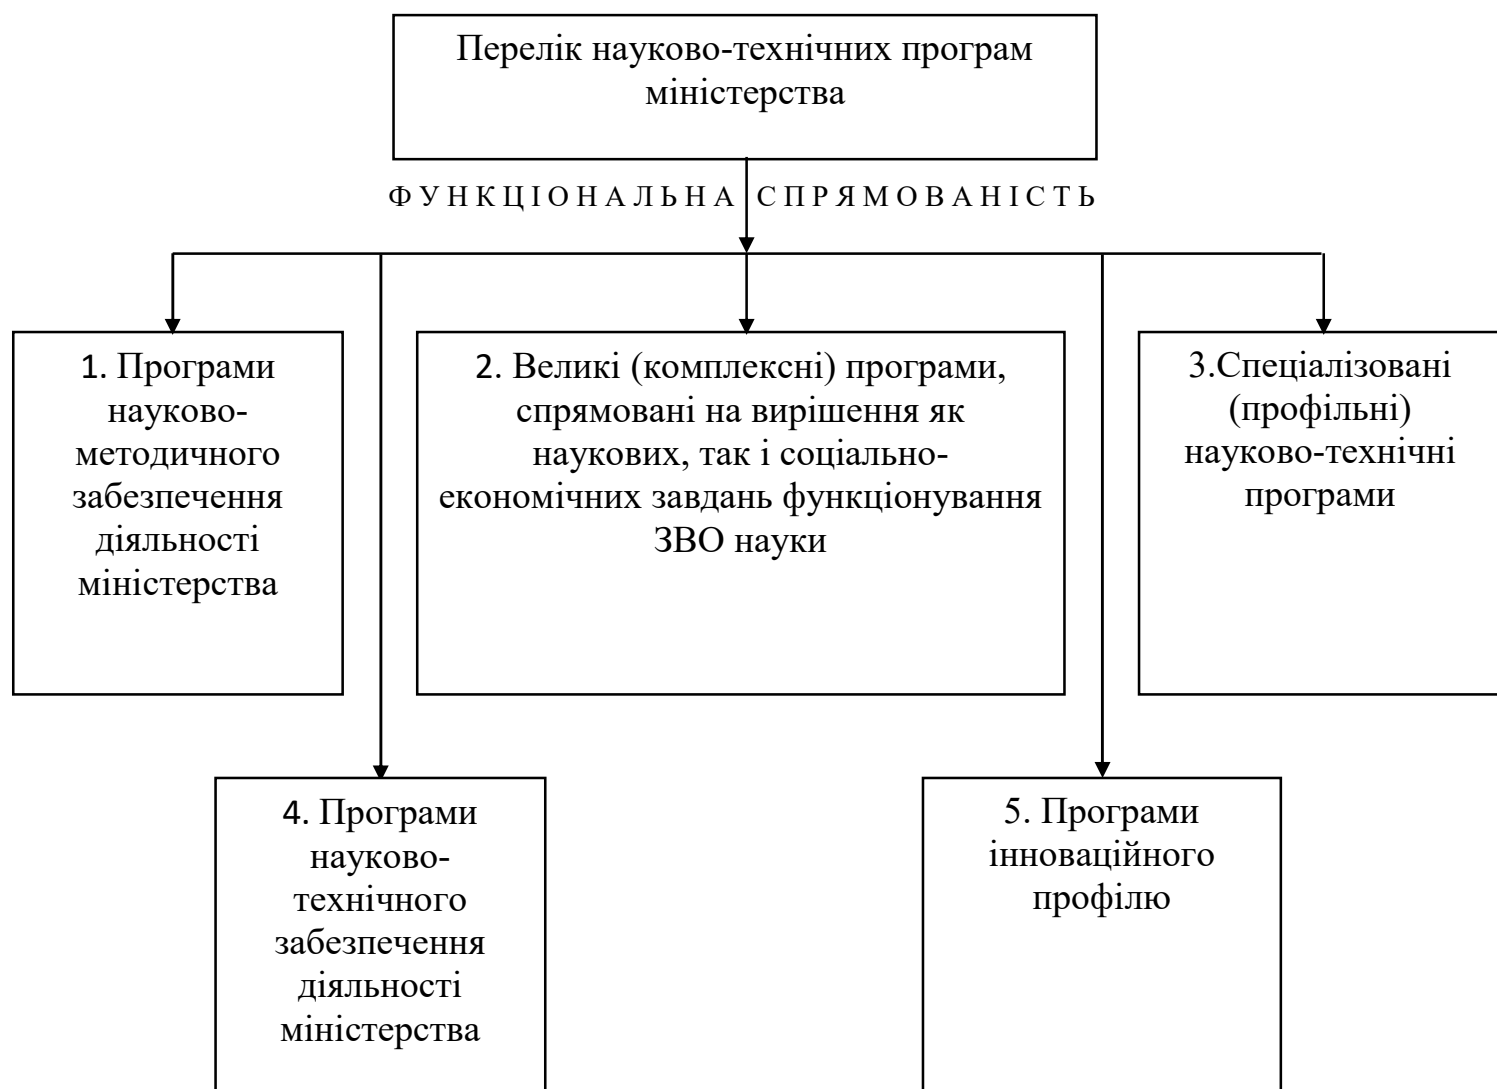 Перелік науково-технічних програм
міністерства
Ф У Н К Ц І О Н А Л Ь Н А С П Р Я М О В А Н І С Т Ь
1. Програми
науково-
методичного
забезпечення
діяльності
міністерства
2. Великі (комплексні) програми,
спрямовані на вирішення як
наукових, так і соціально-
економічних завдань функціонування
ЗВО науки
3.Спеціалізовані
(профільні)
науково-технічні
програми
4. Програми
науково-
технічного
забезпечення
діяльності
міністерства
5. Програми
інноваційного
профілю